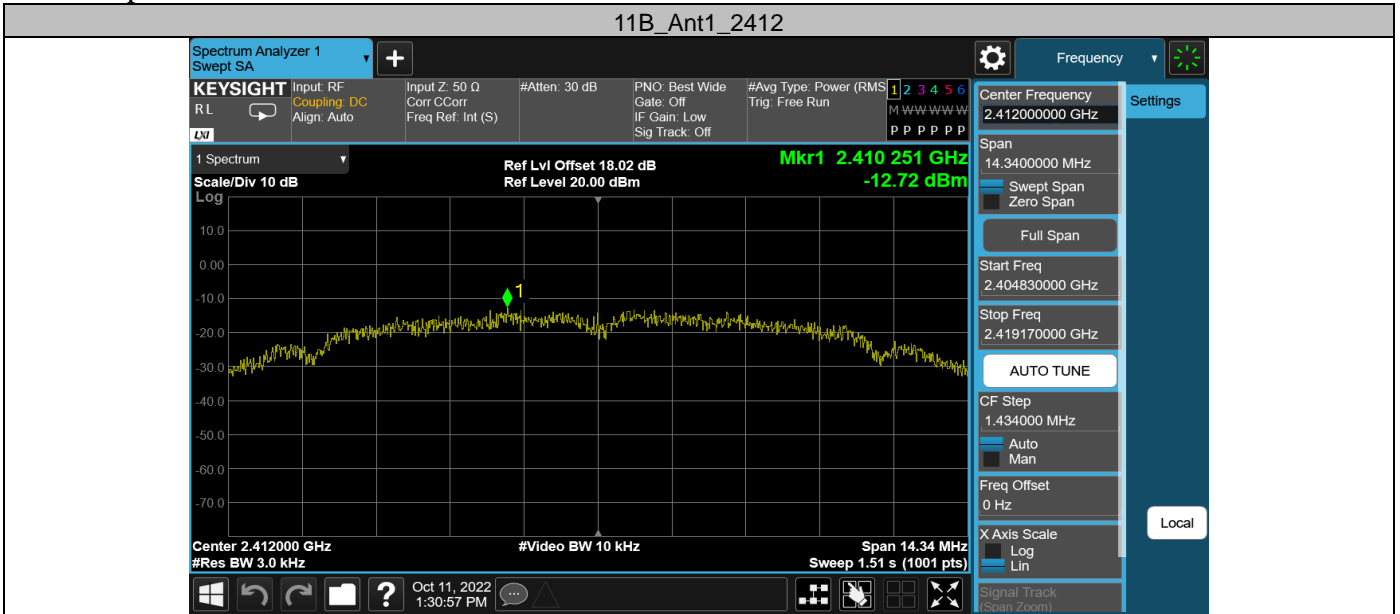 11B_Ant1_2412
Spectrum Analyzer 1
Swept SA
Frequency
KEYSIGHT
RL
LXI
Input: RF
Coupling: DC
Align: Auto
Input Z: 50 Ω
Corr CCorr
Freq Ref: Int (S)
#Atten: 30 dB
PNO: Best Wide
Gate: Off
IF Gain: Low
Sig Track: Off
#Avg Type: Power (RMS
Trig: Free Run
1 2 3 4 5 6
M W W W W W
P P P P P P
1 Spectrum
Scale/Div 10 dB
Log
Ref Lvl Offset 18.02 dB
Ref Level 20.00 dBm
Mkr1 2.410 251 GHz
-12.72 dBm
1
10.0
0.00
-10.0
-20.0
-30.0
-40.0
-50.0
-60.0
-70.0
Center 2.412000 GHz
#Res BW 3.0 kHz
#Video BW 10 kHz
Span 14.34 MHz
Sweep 1.51 s (1001 pts)
Center Frequency
2.412000000 GHz
Settings
Span
14.3400000 MHz
Swept Span
Zero Span
Full Span
Start Freq
2.404830000 GHz
Stop Freq
2.419170000 GHz
AUTO TUNE
CF Step
1.434000 MHz
Auto
Man
Freq Offset
0 Hz
X Axis Scale
Log
Lin
Local
Signal Track
(Span Zoom)
?
Oct 11, 2022
1:30:57 PM